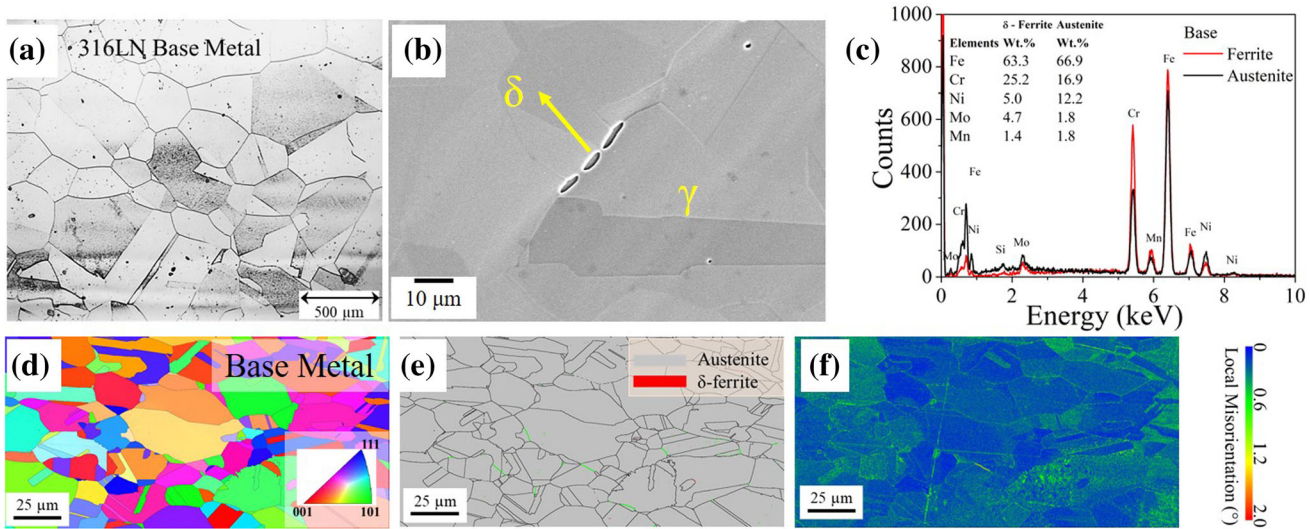 (a)
316LN Base Metal
500 µm
(b)
δ
γ
10 µm
(c)
1000
800
600
400
200
0
Counts
δ - Ferrite Austenite
Elements Wt.% Wt.%
Fe 63.3 66.9
Cr 25.2 16.9
Ni 5.0 12.2
Mo 4.7 1.8
Mn 1.4 1.8
Base
Ferrite
Austenite
Fe
Cr
Ni
Mo
Si
Mo
Cr
Mn
Fe
Fe
Ni
Ni
0 2 4 6 8 10
Energy (keV)
(d)
Base Metal
111
001 101
25 µm
(e)
Austenite
δ-ferrite
25 µm
(f)
25 µm
0
0.6
1.2
2.0
Local Misorientation (°)